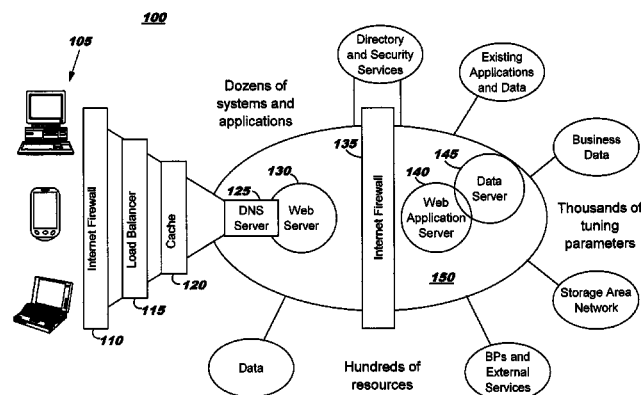 100
105
Directory
and Security
Services
Existing
Applications
and Data
Dozens of
systems and
applications
135
145
Business
Data
130
140
125
Internet Firewall
Load Balancer
Cache
DNS
Server
Web
Server
Internet Firewall
Web
Application
Server
Data
Server
Thousands of
tuning
parameters
120
150
115
110
Storage Area
Network
Data
Hundreds of
resources
BPs and
External
Services